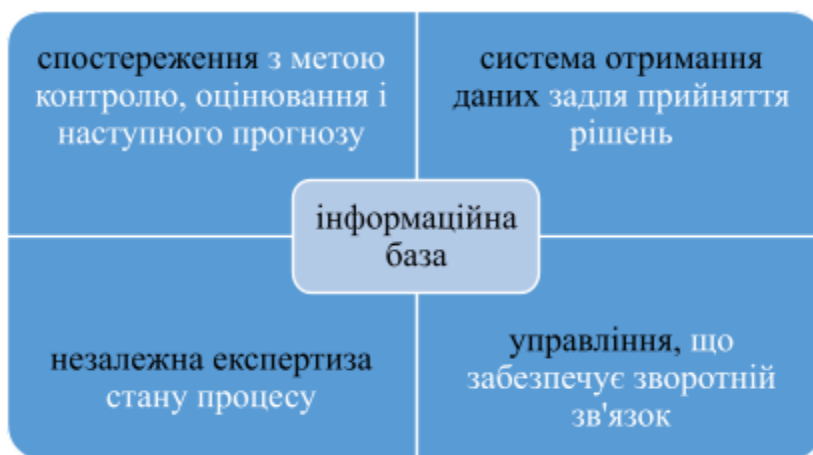 спостереження з метою
контролю, оцінювання і
наступного прогнозу
система отримання
даних задля прийняття
рішень
інформаційна
база
незалежна експертиза
стану процесу
управління, що
забезпечує зворотній
зв'язок